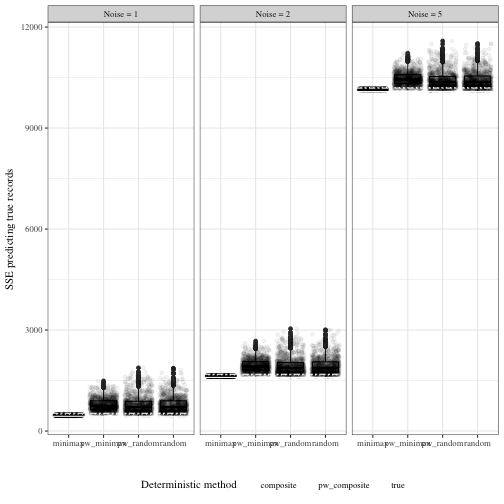 Noise = 1 Noise = 2 Noise = 5
SSE predicting true records
12000
9000
6000
3000
0
minimax pw_minimax pw_random random minimax pw_minimax pw_random random minimax pw_minimax pw_random random
Deterministic method composite pw_composite true